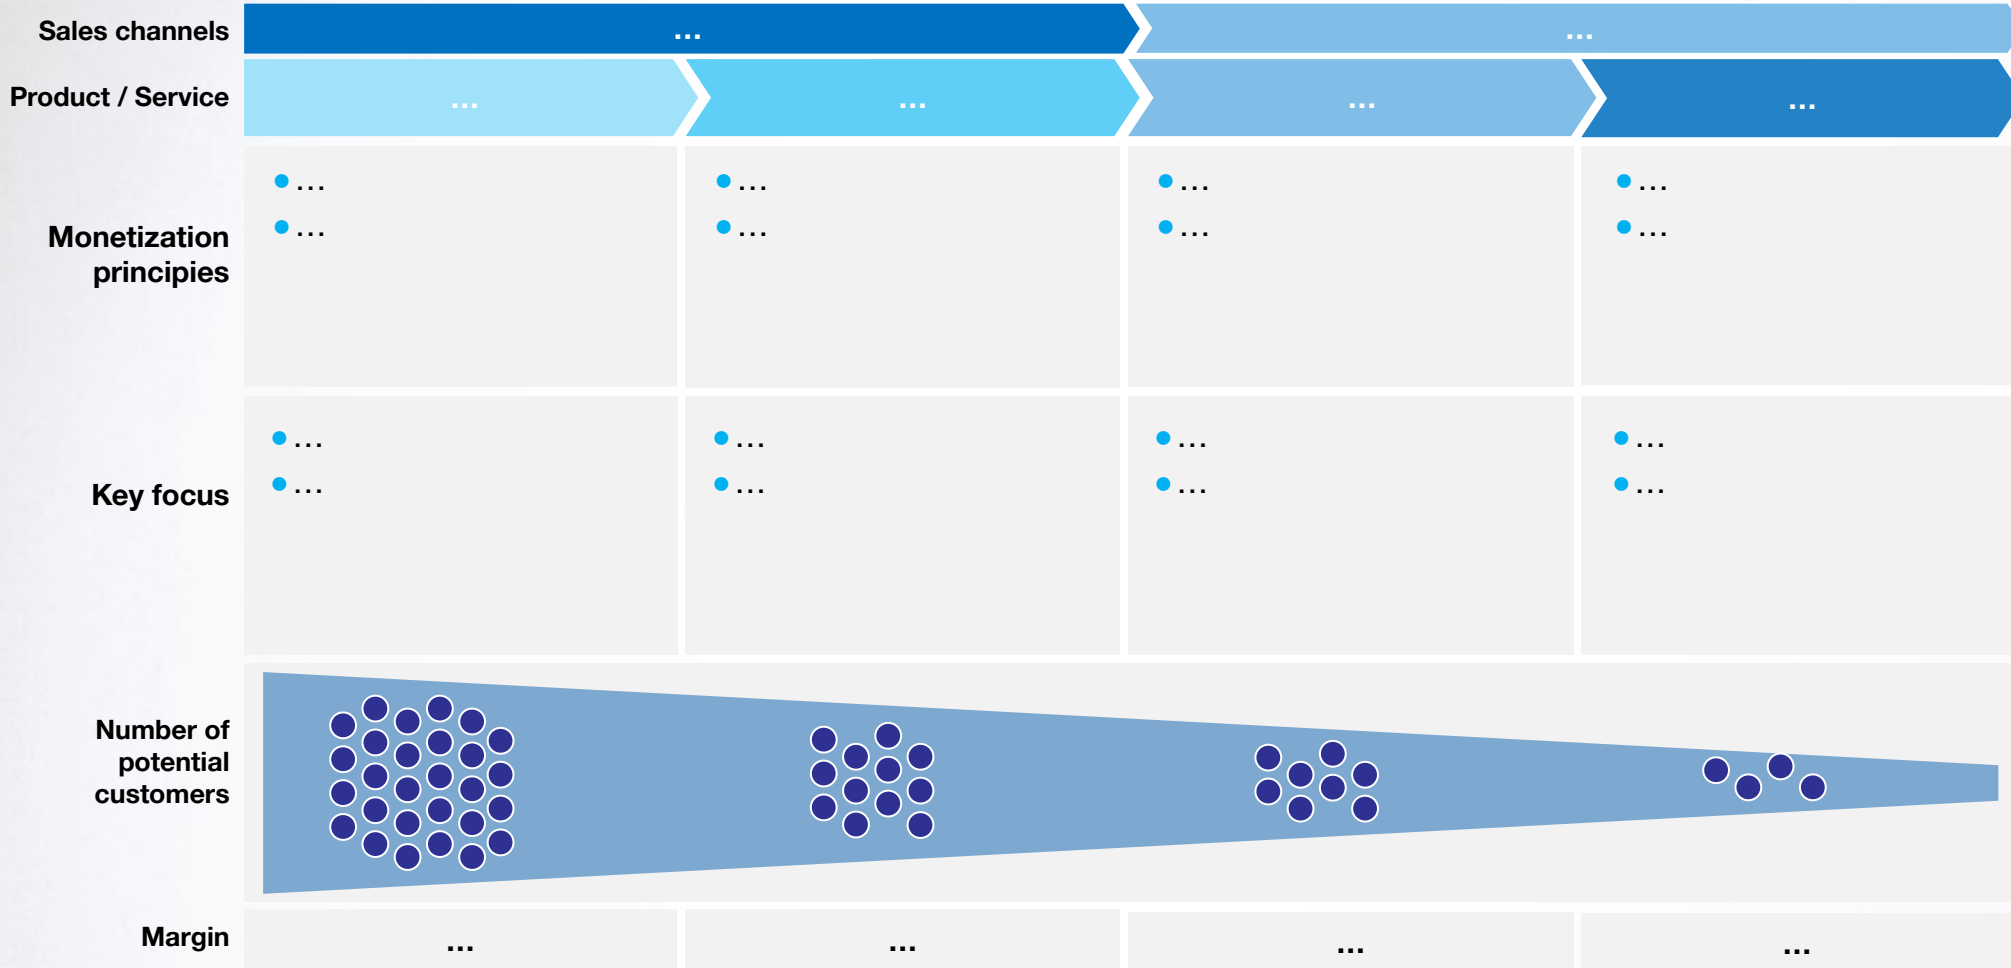 Sales channels
...
...
Product / Service
...
...
...
...
Monetization
principies
• ...
• ...
• ...
• ...
• ...
• ...
• ...
• ...
Key focus
• ...
• ...
• ...
• ...
• ...
• ...
• ...
• ...
Number of
potential
customers
Margin
...
...
...
...